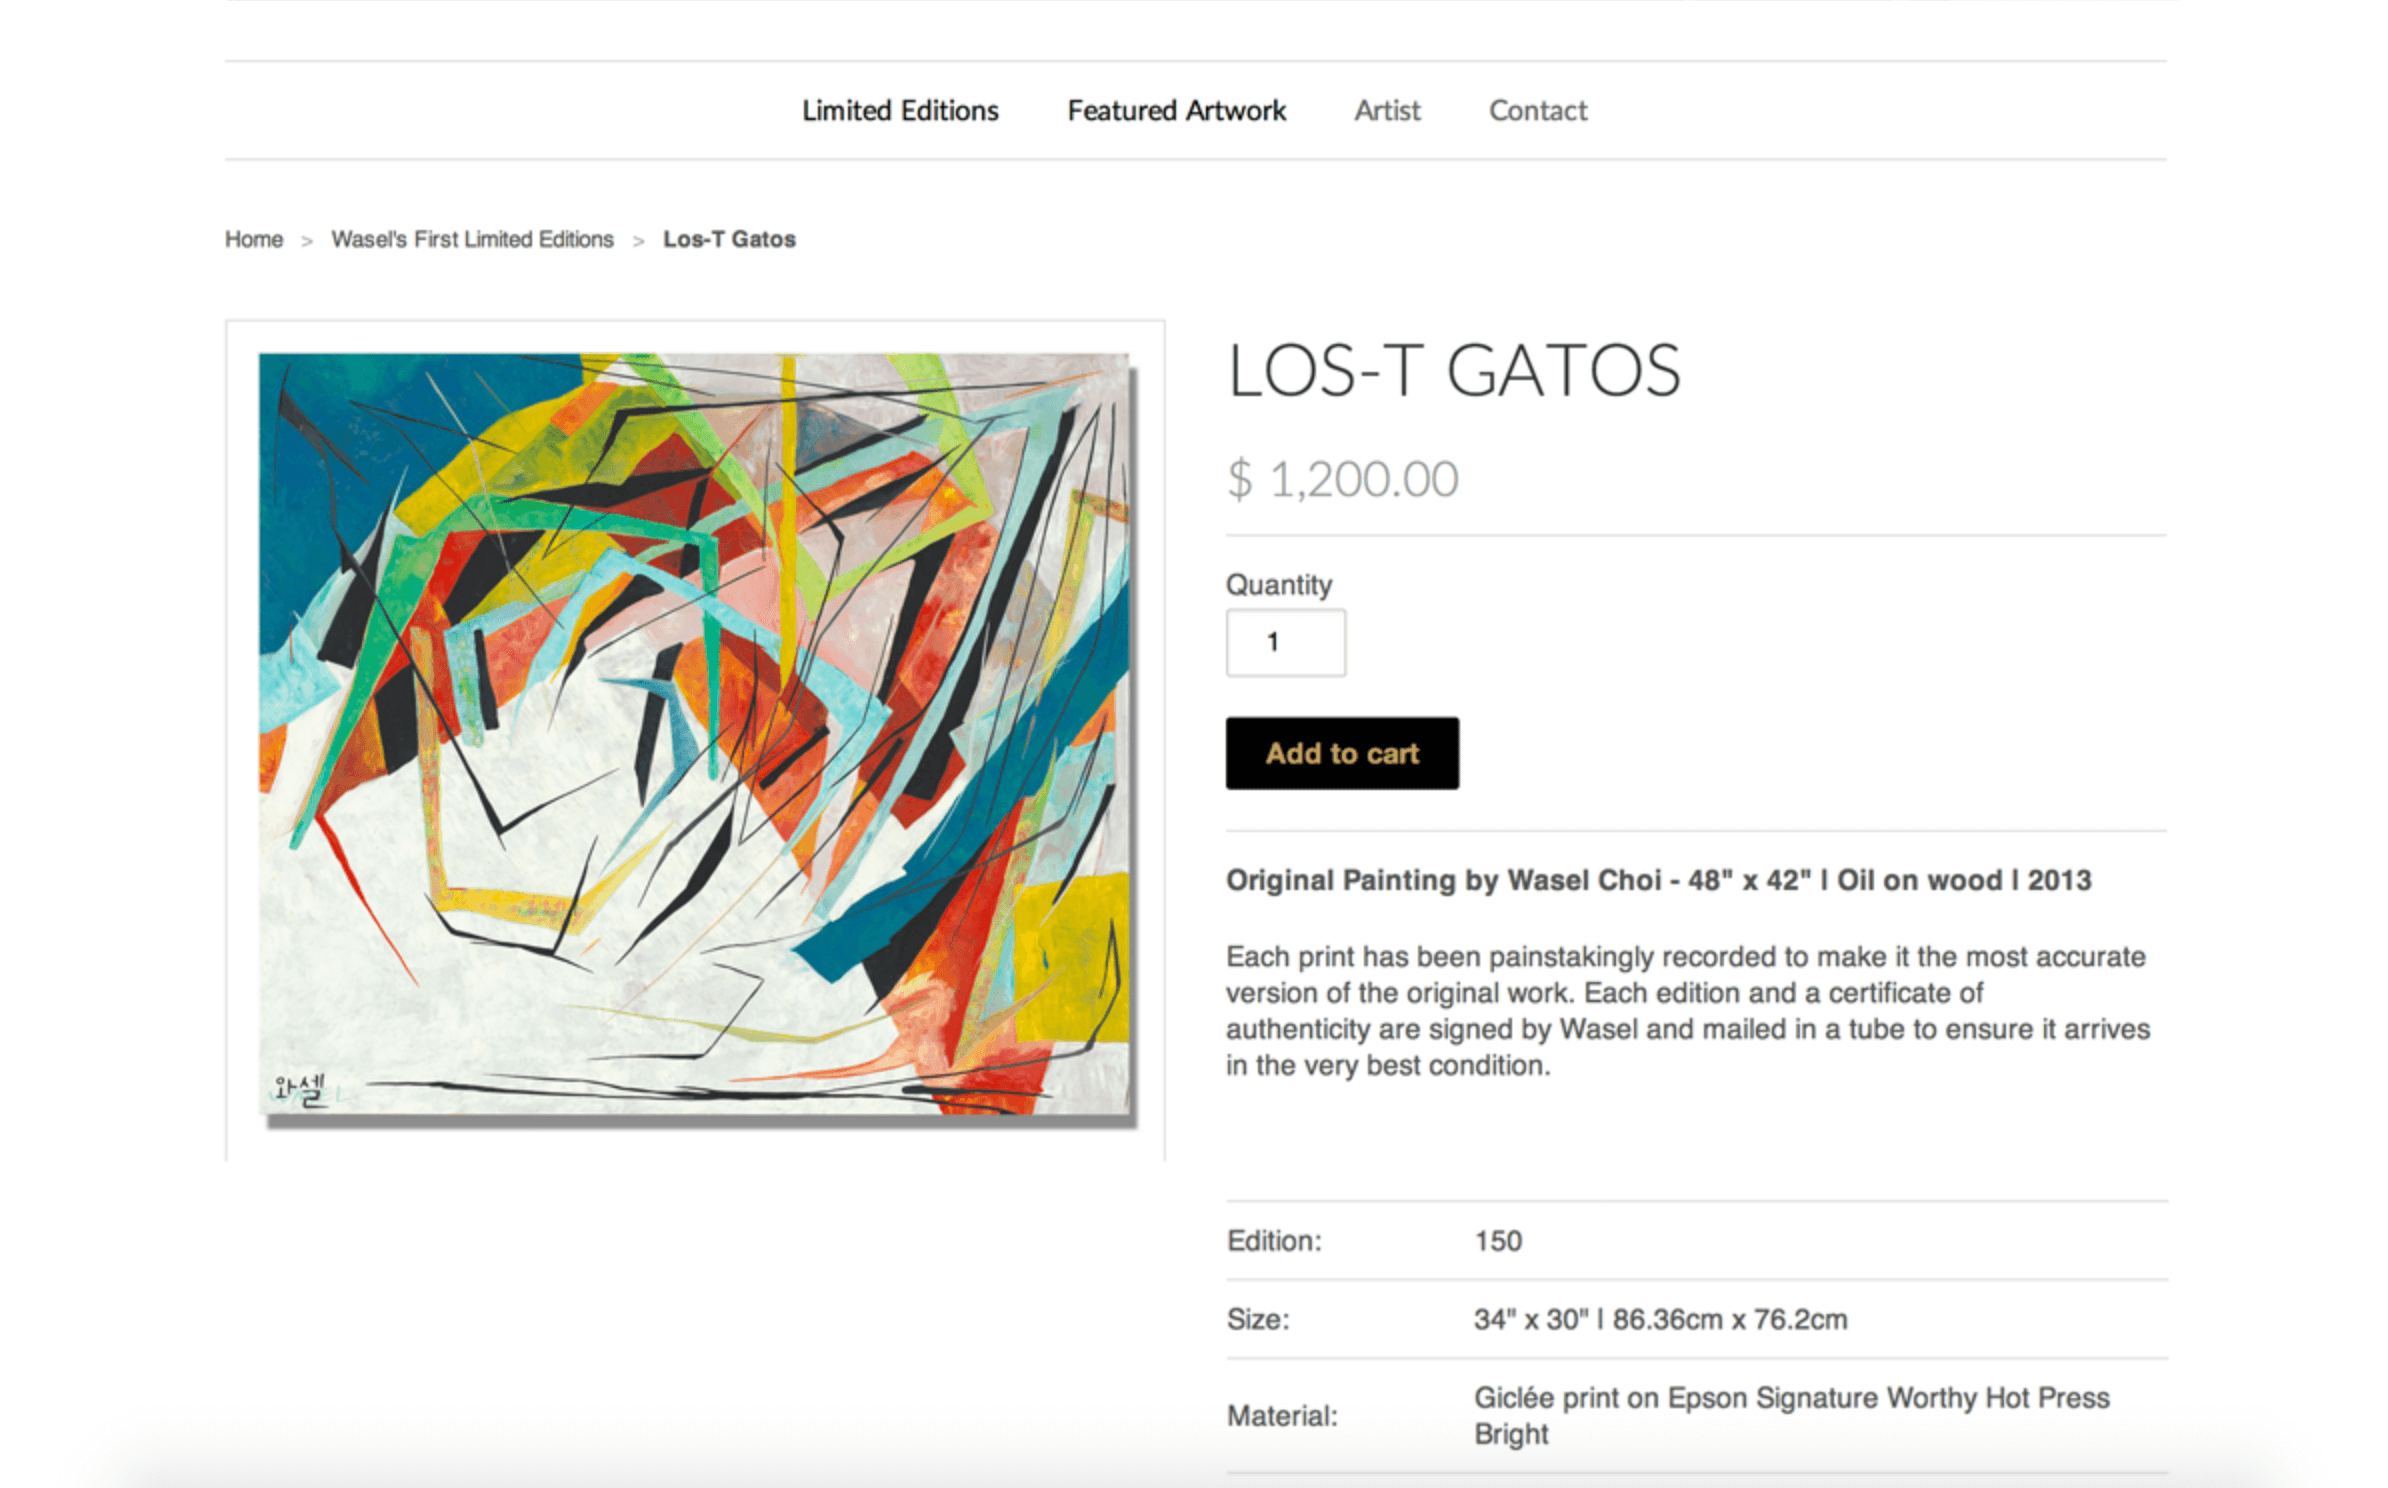 Limited Editions Featured Artwork Artist Contact
Home > Wasel's First Limited Editions > Los-T Gatos
LOS-T GATOS
$ 1,200.00
Quantity
1
Add to cart
Original Painting by Wasel Choi - 48" x 42" | Oil on wood | 2013
Each print has been painstakingly recorded to make it the most accurate
version of the original work. Each edition and a certificate of
authenticity are signed by Wasel and mailed in a tube to ensure it arrives
in the very best condition.
와셀
Edition: 150
Size: 34" x 30" | 86.36cm x 76.2cm
Material: Giclée print on Epson Signature Worthy Hot Press
Bright